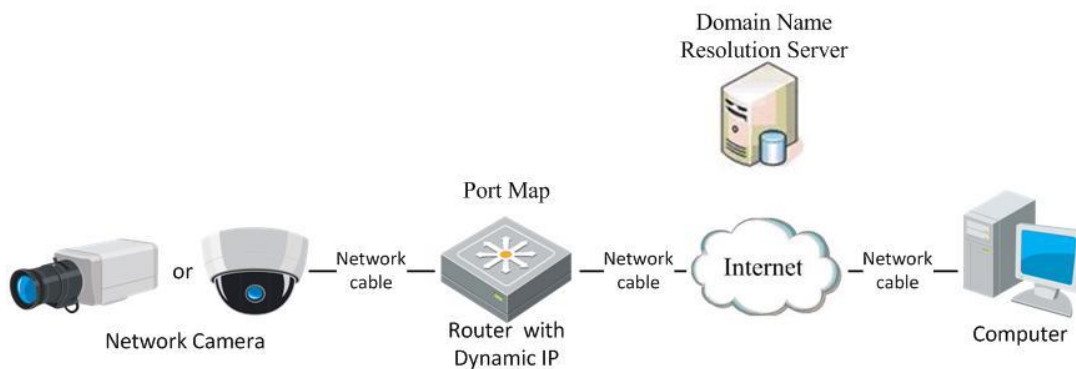 Domain Name
Resolution Server
Port Map
or
Network
cable
Network
cable
Internet
Network
cable
Network Camera
Router with
Dynamic IP
Computer